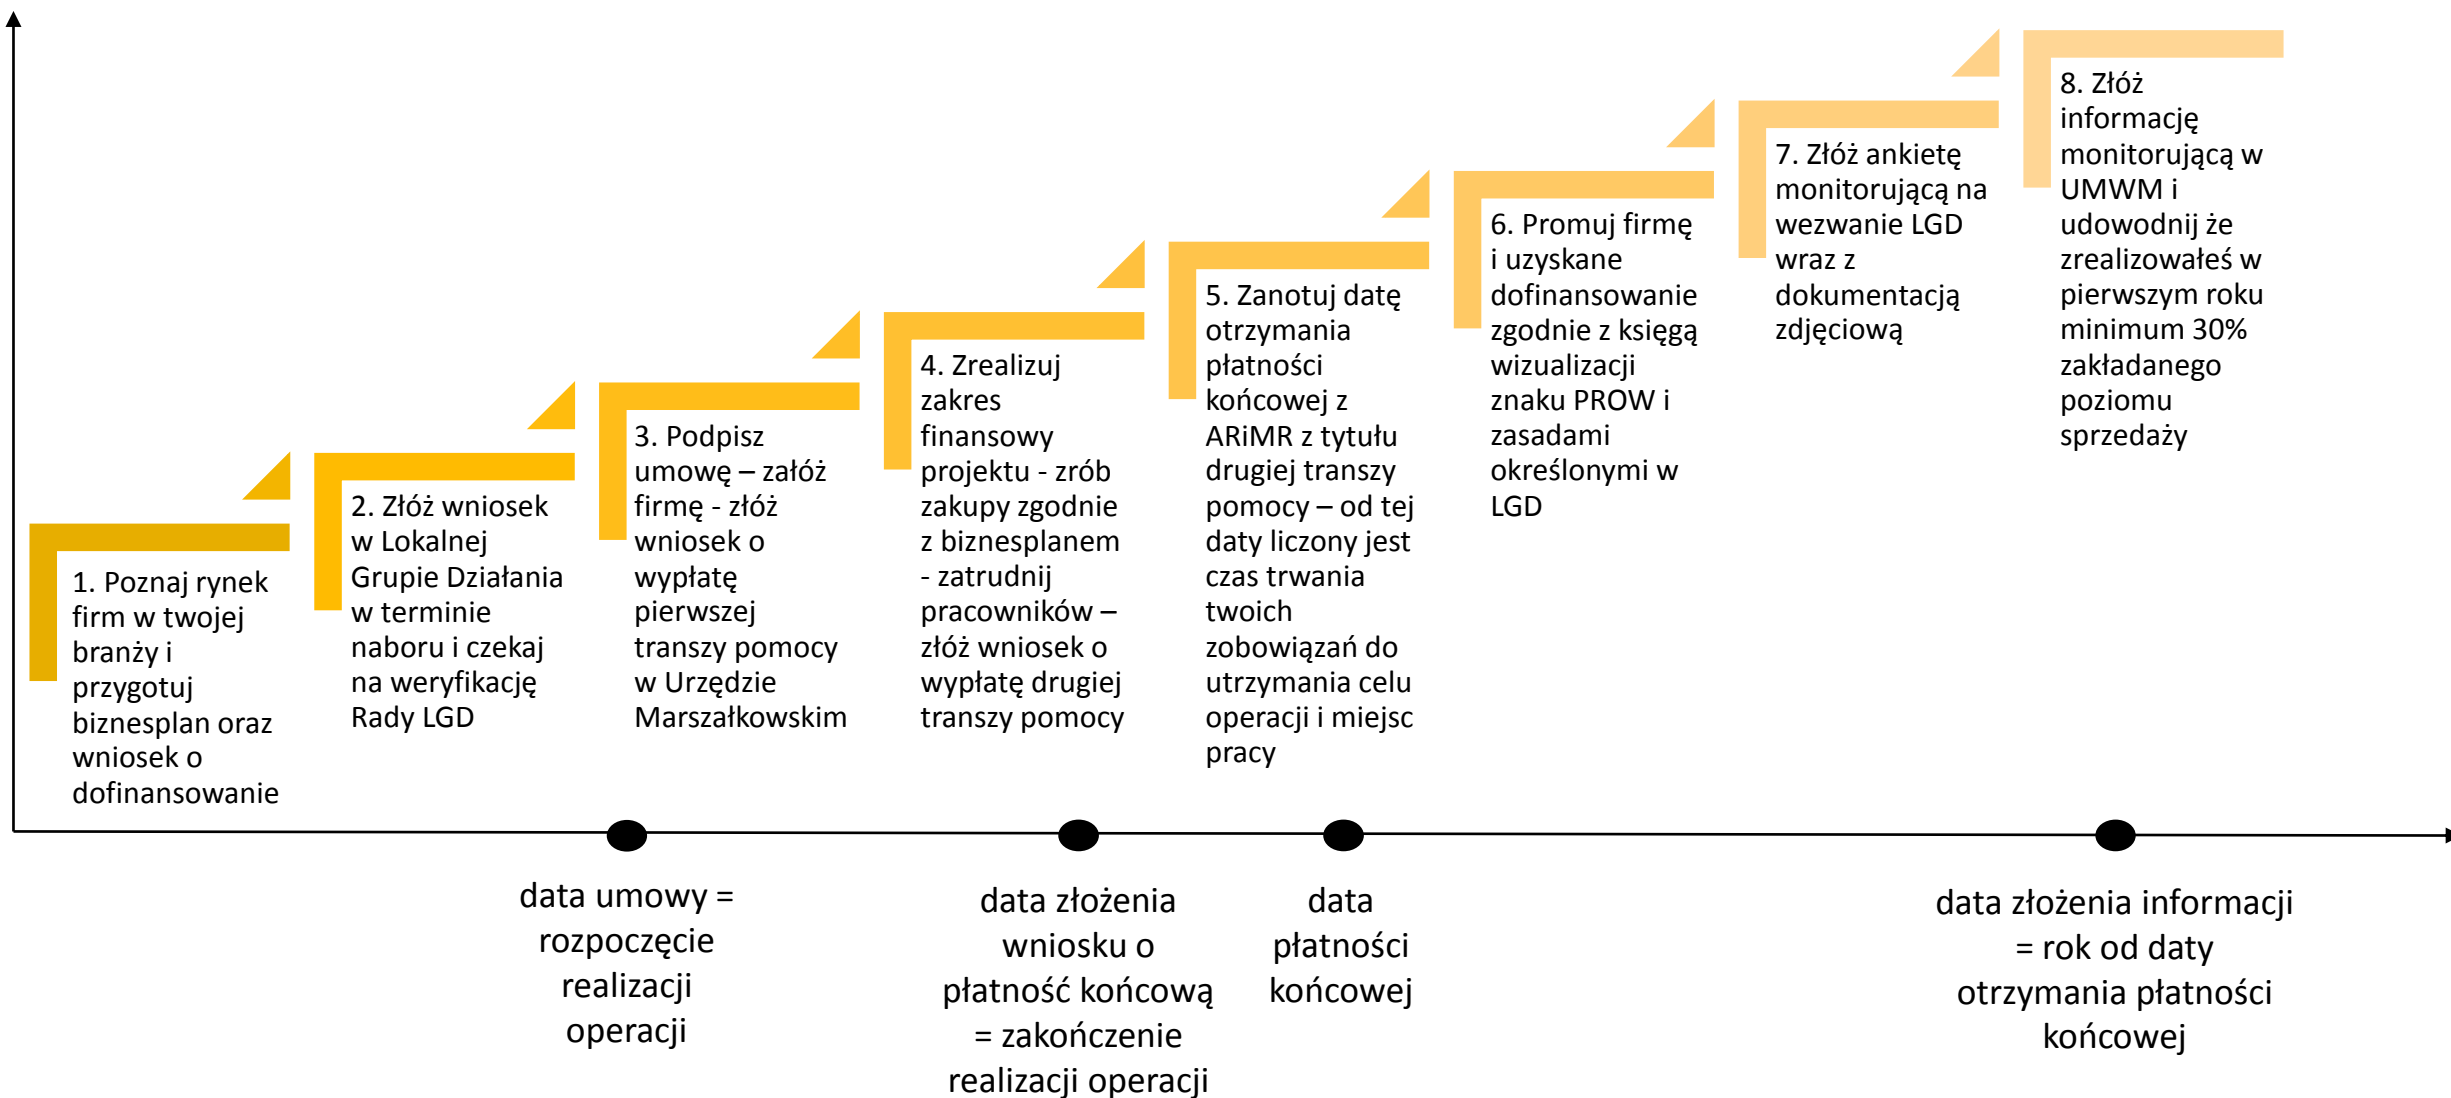 1. Poznaj rynek
firm w twojej
branży i
przygotuj
biznesplan oraz
wniosek o
dofinansowanie
2. Złóż wniosek
w Lokalnej
Grupie Działania
w terminie
naboru i czekaj
na weryfikację
Rady LGD
3. Podpisz
umowę – załóż
firmę - złóż
wniosek o
wypłatę
pierwszej
transzy pomocy
w Urzędzie
Marszałkowskim
4. Zrealizuj
zakres
finansowy
projektu - zrób
zakupy zgodnie
z biznesplanem
- zatrudnij
pracowników –
złóż wniosek o
wypłatę drugiej
transzy pomocy
5. Zanotuj datę
otrzymania
płatności
końcowej z
ARiMR z tytułu
drugiej transzy
pomocy – od tej
daty liczony jest
czas trwania
twoich
zobowiązań do
utrzymania celu
operacji i miejsc
pracy
6. Promuj firmę
i uzyskane
dofinansowanie
zgodnie z księgą
wizualizacji
znaku PROW i
zasadami
określonymi w
LGD
7. Złóż ankietę
monitorującą na
wezwanie LGD
wraz z
dokumentacją
zdjęciową
8. Złóż
informację
monitorującą w
UMWM i
udowodnij że
zrealizowałeś w
pierwszym roku
minimum 30%
zakładanego
poziomu
sprzedaży
data umowy =
rozpoczęcie
realizacji
operacji
data złożenia
wniosku o
płatność końcową
= zakończenie
realizacji operacji
data
płatności
końcowej
data złożenia informacji
= rok od daty
otrzymania płatności
końcowej